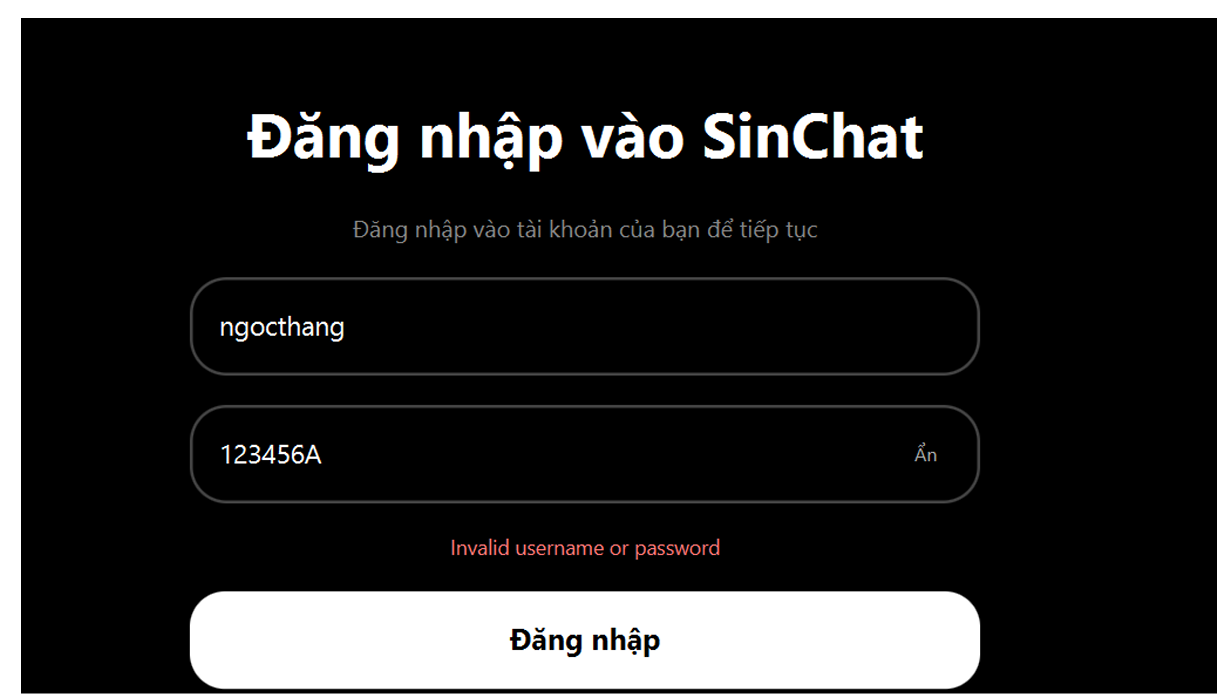 Đăng nhập vào SinChat
Đăng nhập vào tài khoản của bạn để tiếp tục
ngocthang
123456A
Ẩn
Invalid username or password
Đăng nhập